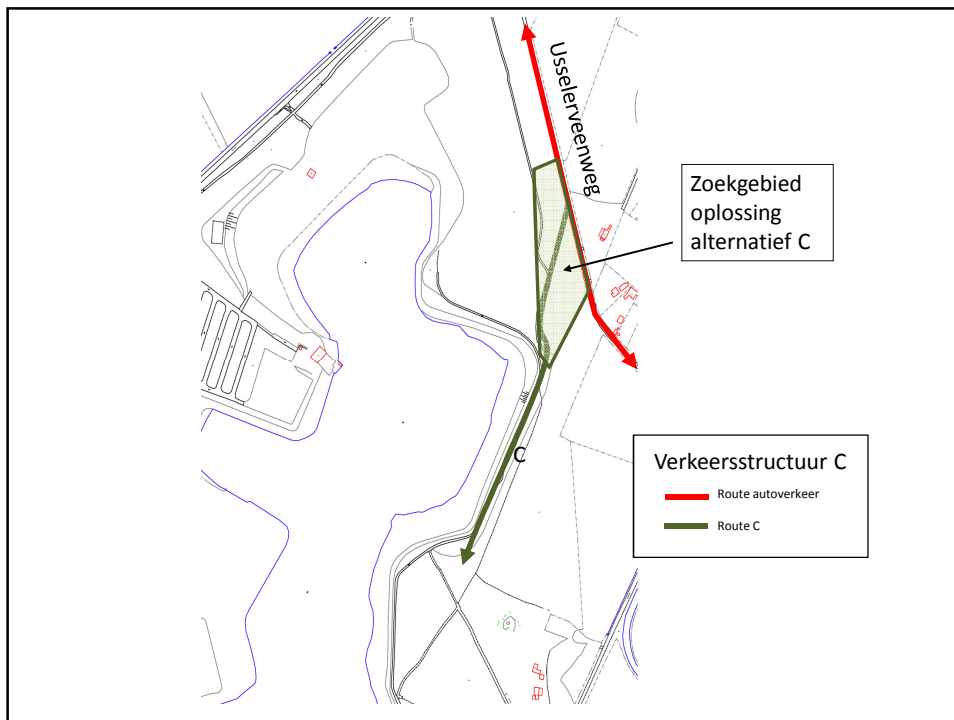 Usselerveenweg
Zoekgebied
oplossing
alternatief C
C
Verkeersstructuur C
Route autoverkeer
Route C